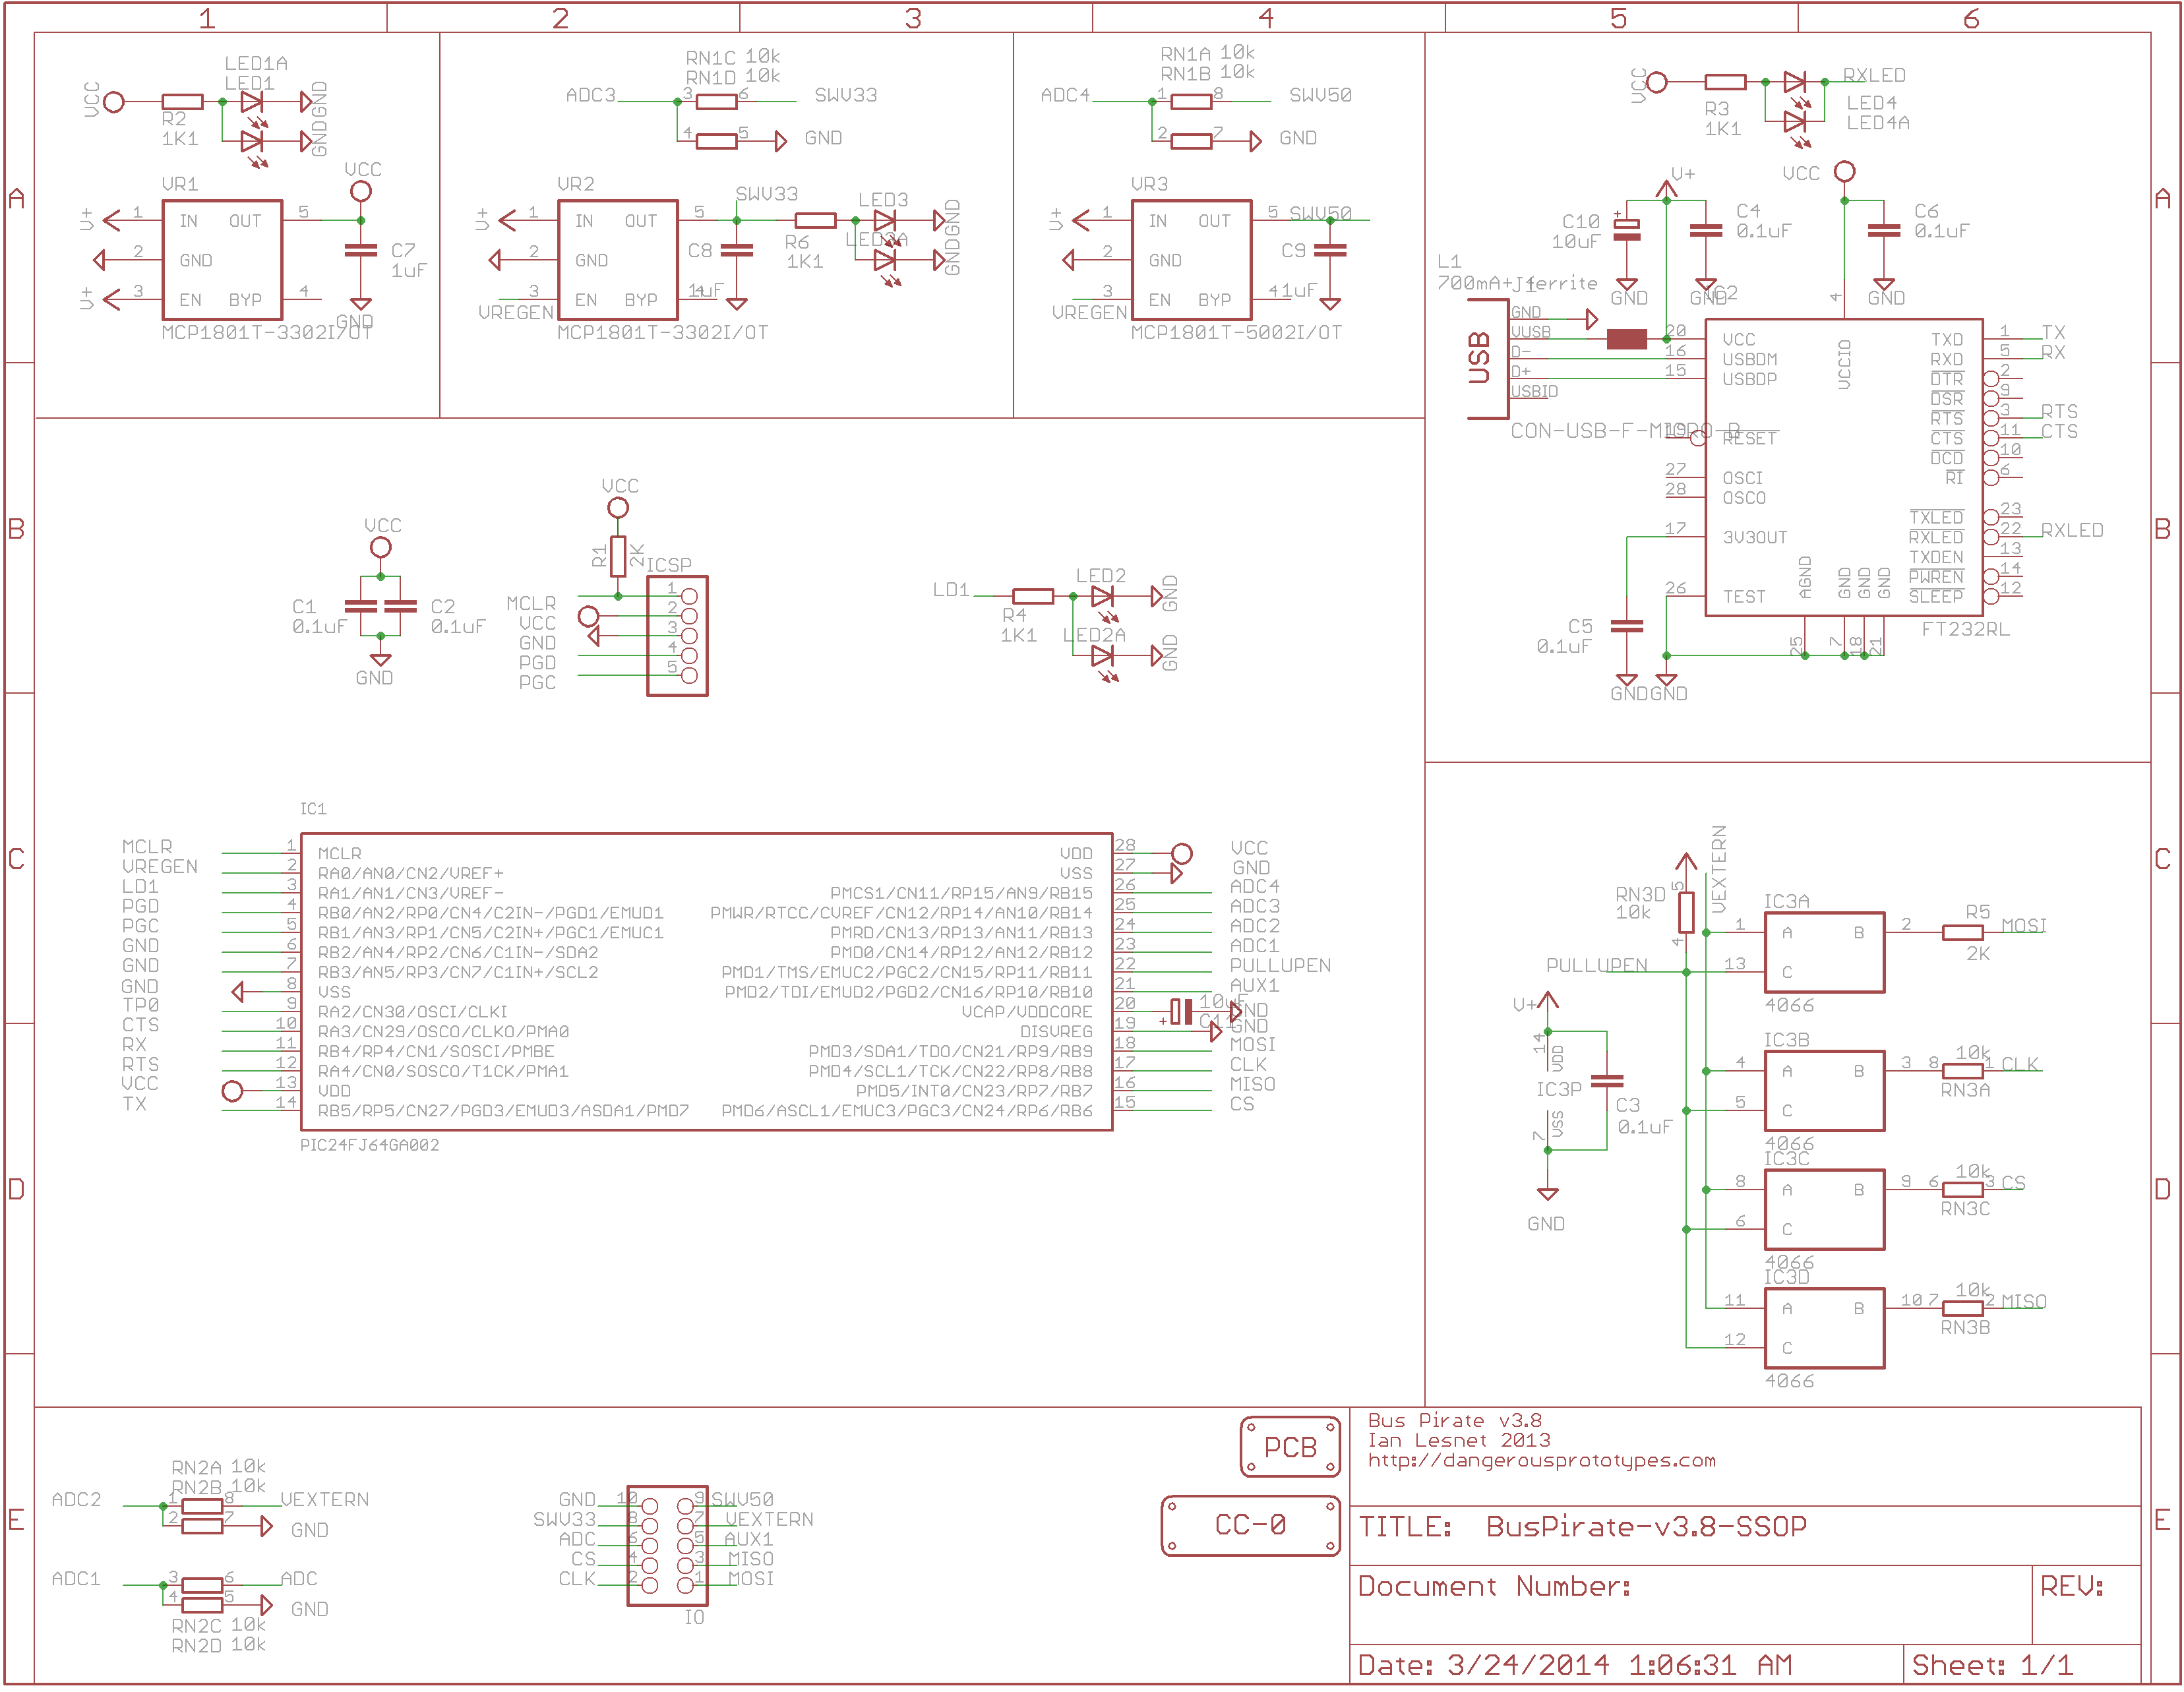 1 2 3 4 5 6
A
B
C
D
E
A
B
C
D
E
LED1A
LED1
VCC
R2
1K1
GND
GND
VCC
VR1
V+ 1 IN OUT 5
2 GND
V+ 3 EN BYP 4
C7
1uF
GND
MCP1801T-3302I/OT
RN1C 10k
RN1D 10k
ADC3 3 6 SWV33
4 5 GND
VR2
SWV33
LED3
V+ 1 IN OUT 5
2 GND
3 EN BYP 4
VREGEN
C8
1uF
R6
1K1
LED3A
GND
GND
MCP1801T-3302I/OT
RN1A 10k
RN1B 10k
ADC4 1 8 SWV50
2 7 GND
VR3
V+ 1 IN OUT 5 SWV50
2 GND
3 EN BYP 4
VREGEN
C9
1uF
MCP1801T-5002I/OT
VCC
R3
1K1
RXLED
LED4
LED4A
V+
VCC
C10
10uF
C4
0.1uF
C6
0.1uF
GND
GND
GND
L1
700mA+ ferrite
J1
IC2
USB
GND
VUSB
D-
D+
USBID
CON-USB-F-MICRO-B
20 VCC
16 USBDM
15 USBDP
19 RESET
27 OSCI
28 OSCO
17 3V3OUT
26 TEST
4 VCCIO
TXD 1 TX
RXD 5 RX
DTR 2
DSR 9
RTS 3 RTS
CTS 11 CTS
DCD 10
RI 6
TXLED 23
RXLED 22 RXLED
TXDEN 13
PWREN 14
SLEEP 12
AGND GND GND GND
25 7 18 21
FT232RL
C5
0.1uF
GND GND
VCC
C1
0.1uF
C2
0.1uF
GND
VCC
R1
2K
ICSP
MCLR 1
VCC 2
GND 3
PGD 4
PGC 5
LD1
R4
1K1
LED2
LED2A
GND
GND
IC1
MCLR 1 MCLR
VREGEN 2 RA0/AN0/CN2/VREF+
LD1 3 RA1/AN1/CN3/VREF-
PGD 4 RB0/AN2/RP0/CN4/C2IN-/PGD1/EMUD1
PGC 5 RB1/AN3/RP1/CN5/C2IN+/PGC1/EMUC1
GND 6 RB2/AN4/RP2/CN6/C1IN-/SDA2
GND 7 RB3/AN5/RP3/CN7/C1IN+/SCL2
GND 8 VSS
TP0 9 RA2/CN30/OSCI/CLKI
CTS 10 RA3/CN29/OSCO/CLKO/PMA0
RX 11 RB4/RP4/CN1/SOSCI/PMBE
RTS 12 RA4/CN0/SOSCO/T1CK/PMA1
VCC 13 VDD
TX 14 RB5/RP5/CN27/PGD3/EMUD3/ASDA1/PMD7
VDD 28 VCC
VSS 27 GND
PMCS1/CN11/RP15/AN9/RB15 26 ADC4
PMWR/RTCC/CVREF/CN12/RP14/AN10/RB14 25 ADC3
PMRD/CN13/RP13/AN11/RB13 24 ADC2
PMD0/CN14/RP12/AN12/RB12 23 ADC1
PMD1/TMS/EMUC2/PGC2/CN15/RP11/RB11 22 PULLUPEN
PMD2/TDI/EMUD2/PGD2/CN16/RP10/RB10 21 AUX1
VCAP/VDDCORE 20 10uF GND
DISVREG 19 C11 GND
PMD3/SDA1/TDO/CN21/RP9/RB9 18 MOSI
PMD4/SCL1/TCK/CN22/RP8/RB8 17 CLK
PMD5/INT0/CN23/RP7/RB7 16 MISO
PMD6/ASCL1/EMUC3/PGC3/CN24/RP6/RB6 15 CS
PIC24FJ64GA002
VEXTERN
RN3D
10k
5
4
PULLUPEN
V+
14
VDD
IC3P
VSS
7
C3
0.1uF
GND
IC3A
1 A B 2 R5 MOSI
13 C 2K
4066
IC3B
4 A B 3 8 10k 1 CLK
5 C RN3A
4066
IC3C
8 A B 9 6 10k 3 CS
6 C RN3C
4066
IC3D
11 A B 10 7 10k 2 MISO
12 C RN3B
4066
RN2A 10k
RN2B 10k
ADC2 1 8 VEXTERN
2 7 GND
ADC1 3 6 ADC
4 5 GND
RN2C 10k
RN2D 10k
GND 10 9 SWV50
SWV33 8 7 VEXTERN
ADC 6 5 AUX1
CS 4 3 MISO
CLK 2 1 MOSI
IO
PCB
CC-0
Bus Pirate v3.8
Ian Lesnet 2013
http://dangerousprototypes.com
TITLE: BusPirate-v3.8-SSOP
Document Number:
REV:
Date: 3/24/2014 1:06:31 AM
Sheet: 1/1